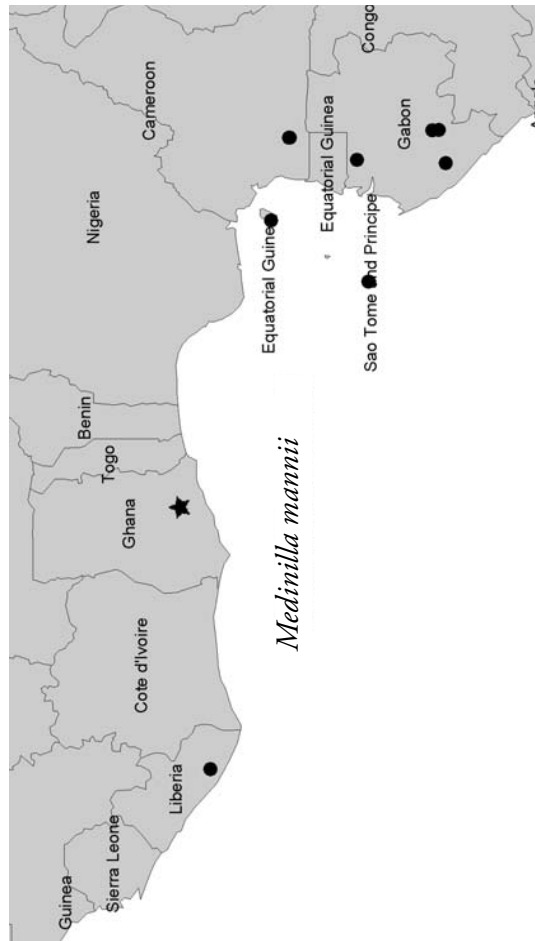 Guinea
Sierra Leone
Liberia
Cote d'Ivoire
Ghana
Togo
Benin
Nigeria
Cameroon
Equatorial Guinea
Equatorial Guinea
Sao Tome and Principe
Gabon
Congo
Medinilla mannii